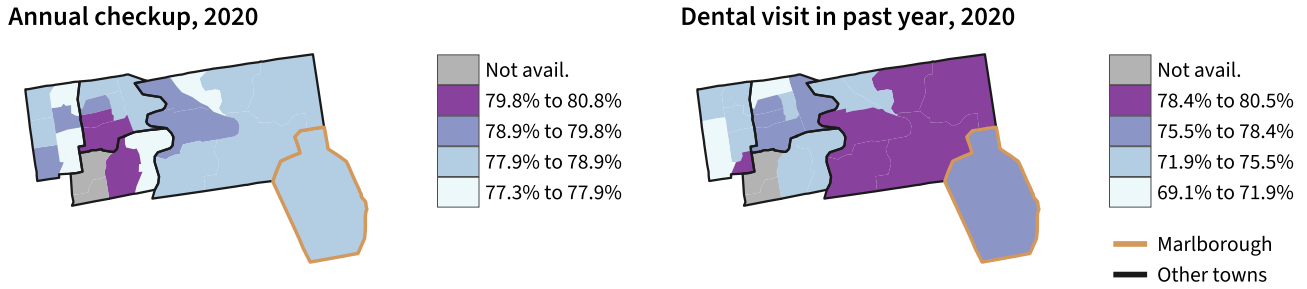 Annual checkup, 2020
Not avail.
79.8% to 80.8%
78.9% to 79.8%
77.9% to 78.9%
77.3% to 77.9%
Dental visit in past year, 2020
Not avail.
78.4% to 80.5%
75.5% to 78.4%
71.9% to 75.5%
69.1% to 71.9%
Marlborough
Other towns